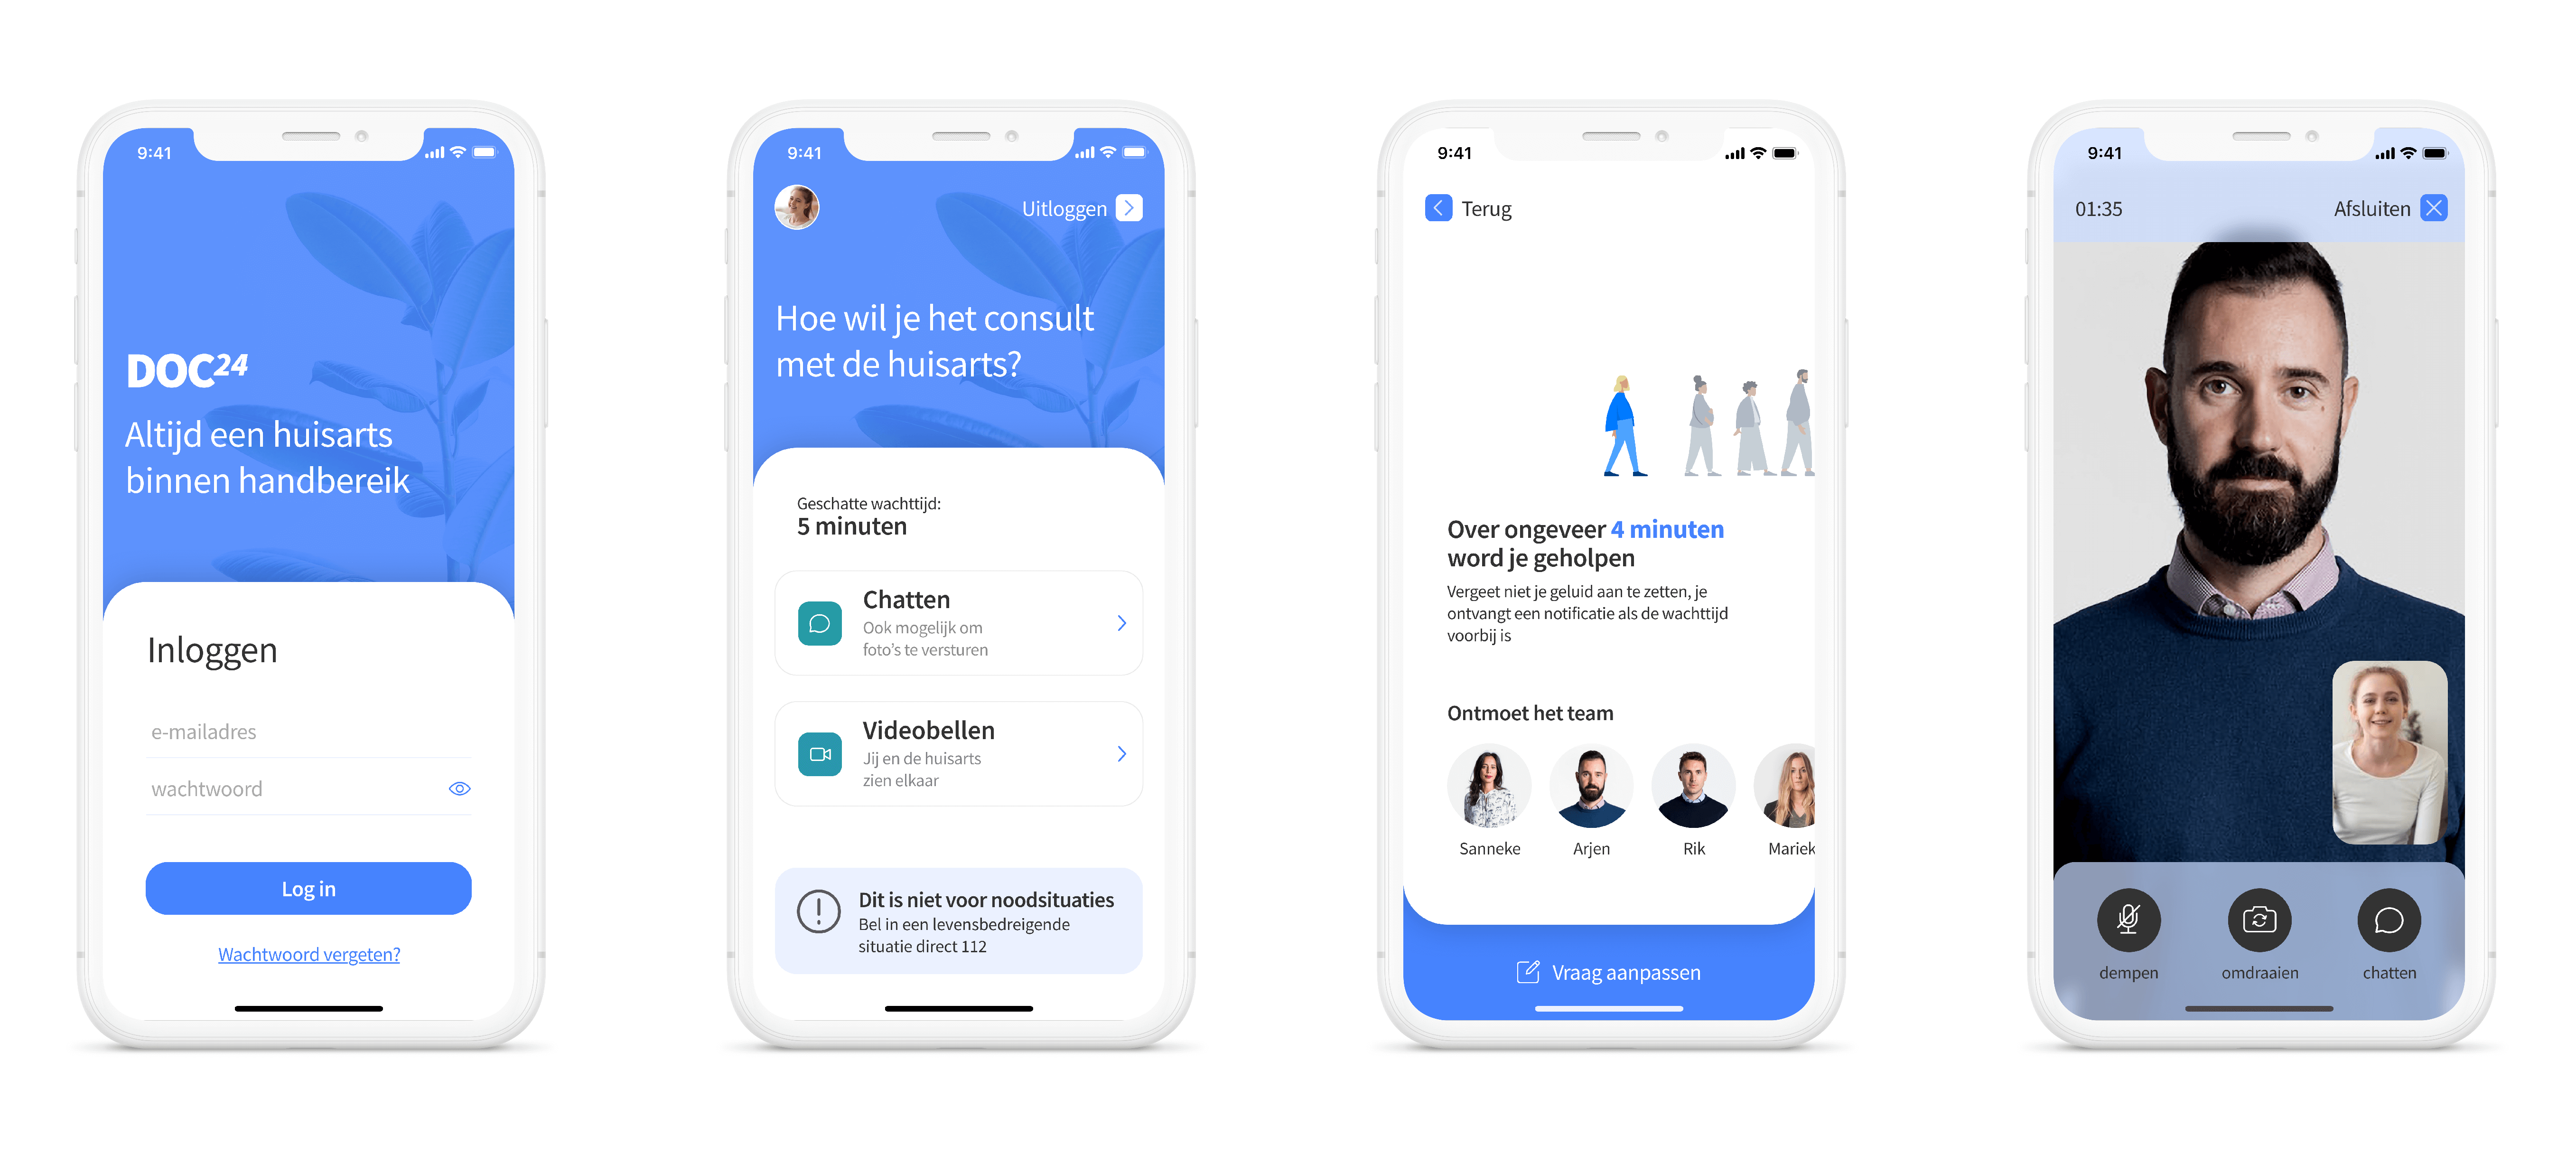 9:41
DOC24
Altijd een huisarts
binnen handbereik
Inloggen
e-mailadres
wachtwoord
Log in
Wachtwoord vergeten?
9:41
Uitloggen
Hoe wil je het consult
met de huisarts?
Geschatte wachttijd:
5 minuten
Chatten
Ook mogelijk om
foto's te versturen
Videobellen
Jij en de huisarts
zien elkaar
Dit is niet voor noodsituaties
Bel in een levensbedreigende
situatie direct 112
9:41
Terug
Over ongeveer 4 minuten
word je geholpen
Vergeet niet je geluid aan te zetten, je
ontvangt een notificatie als de wachttijd
voorbij is
Ontmoet het team
Sanneke Arjen Rik Mariek
Vraag aanpassen
9:41
01:35 Afsluiten
dempen omdraaien chatten